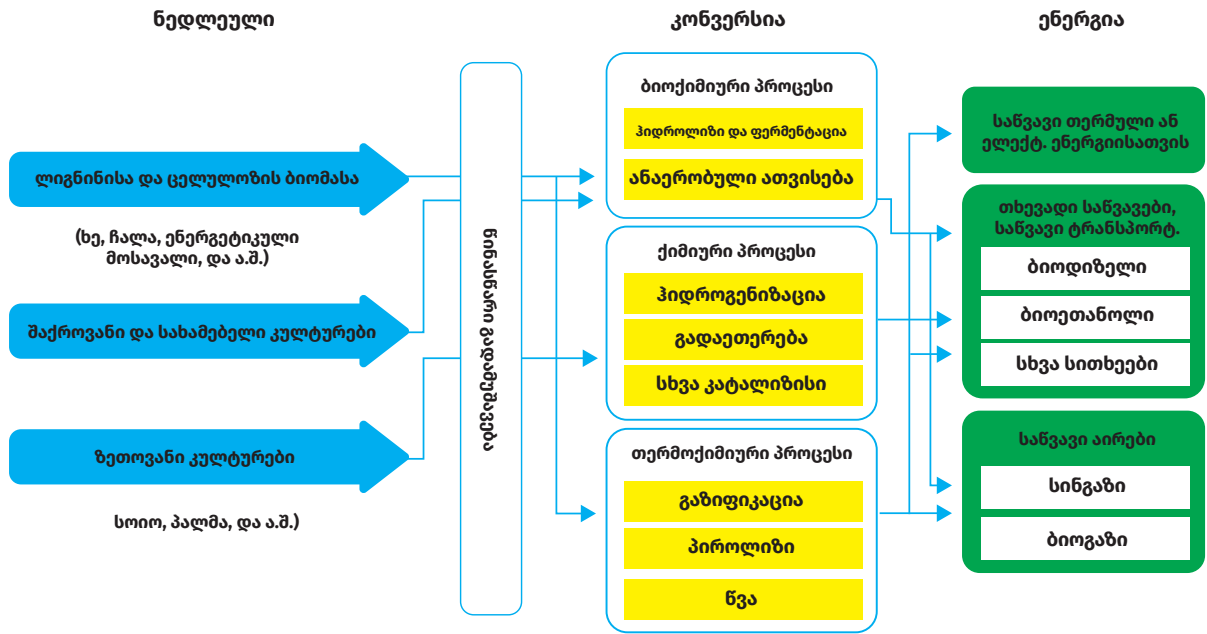 ნედლეული
კონვერსია
ენერგია
ლიგნინისა და ცელულოზის ბიომასა
(ხე, ჩალა, ენერგეტიკული
მოსავალი, და ა.შ.)
შაქროვანი და სახამებელი კულტურები
ზეთოვანი კულტურები
სოიო, პალმა, და ა.შ.)
წინასწარი გადამუშავება
ბიოქიმიური პროცესი
ჰიდროლიზი და ფერმენტაცია
ანაერობული ათვისება
ქიმიური პროცესი
ჰიდროგენიზაცია
გადაეთერება
სხვა კატალიზისი
თერმოქიმიური პროცესი
გაზიფიკაცია
პიროლიზი
წვა
საწვავი თერმული ან
ელექტ. ენერგიისათვის
თხევადი საწვავები,
საწვავი ტრანსპორტ.
ბიოდიზელი
ბიოეთანოლი
სხვა სითხეები
საწვავი აირები
სინგაზი
ბიოგაზი